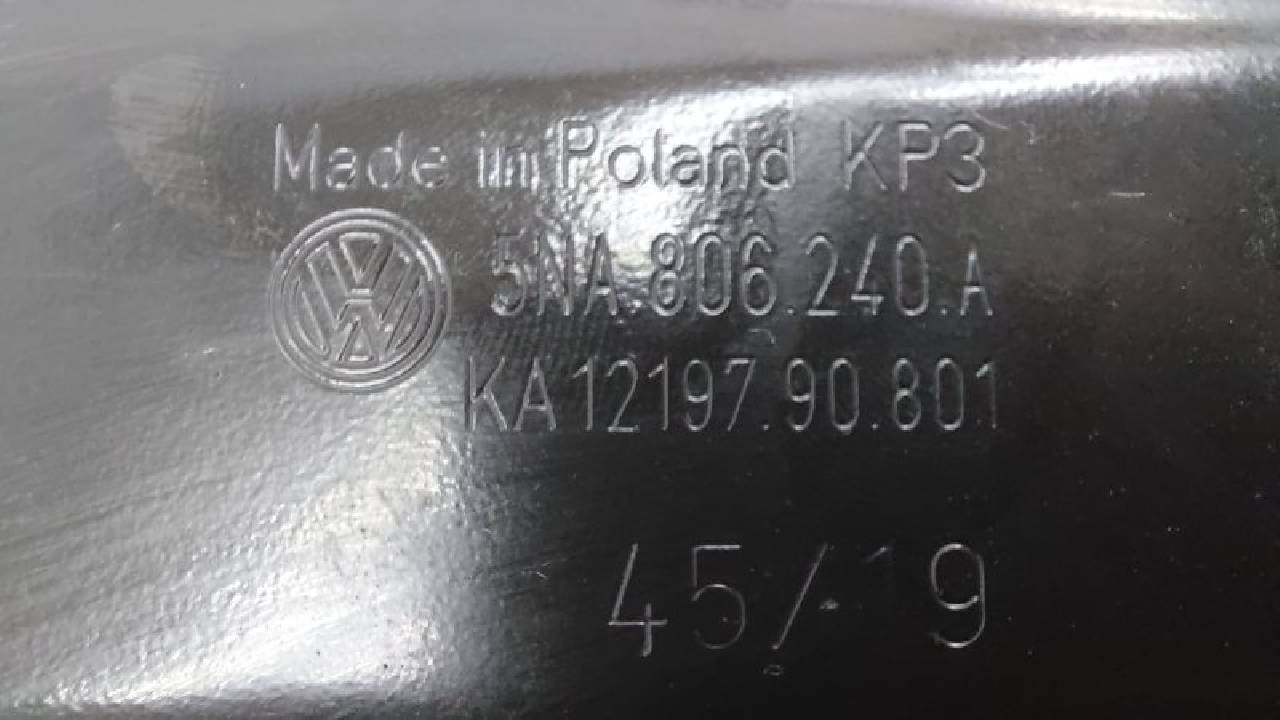 Made in Poland KP3
5NA.806.240.A
KA12197.90.801
45/19